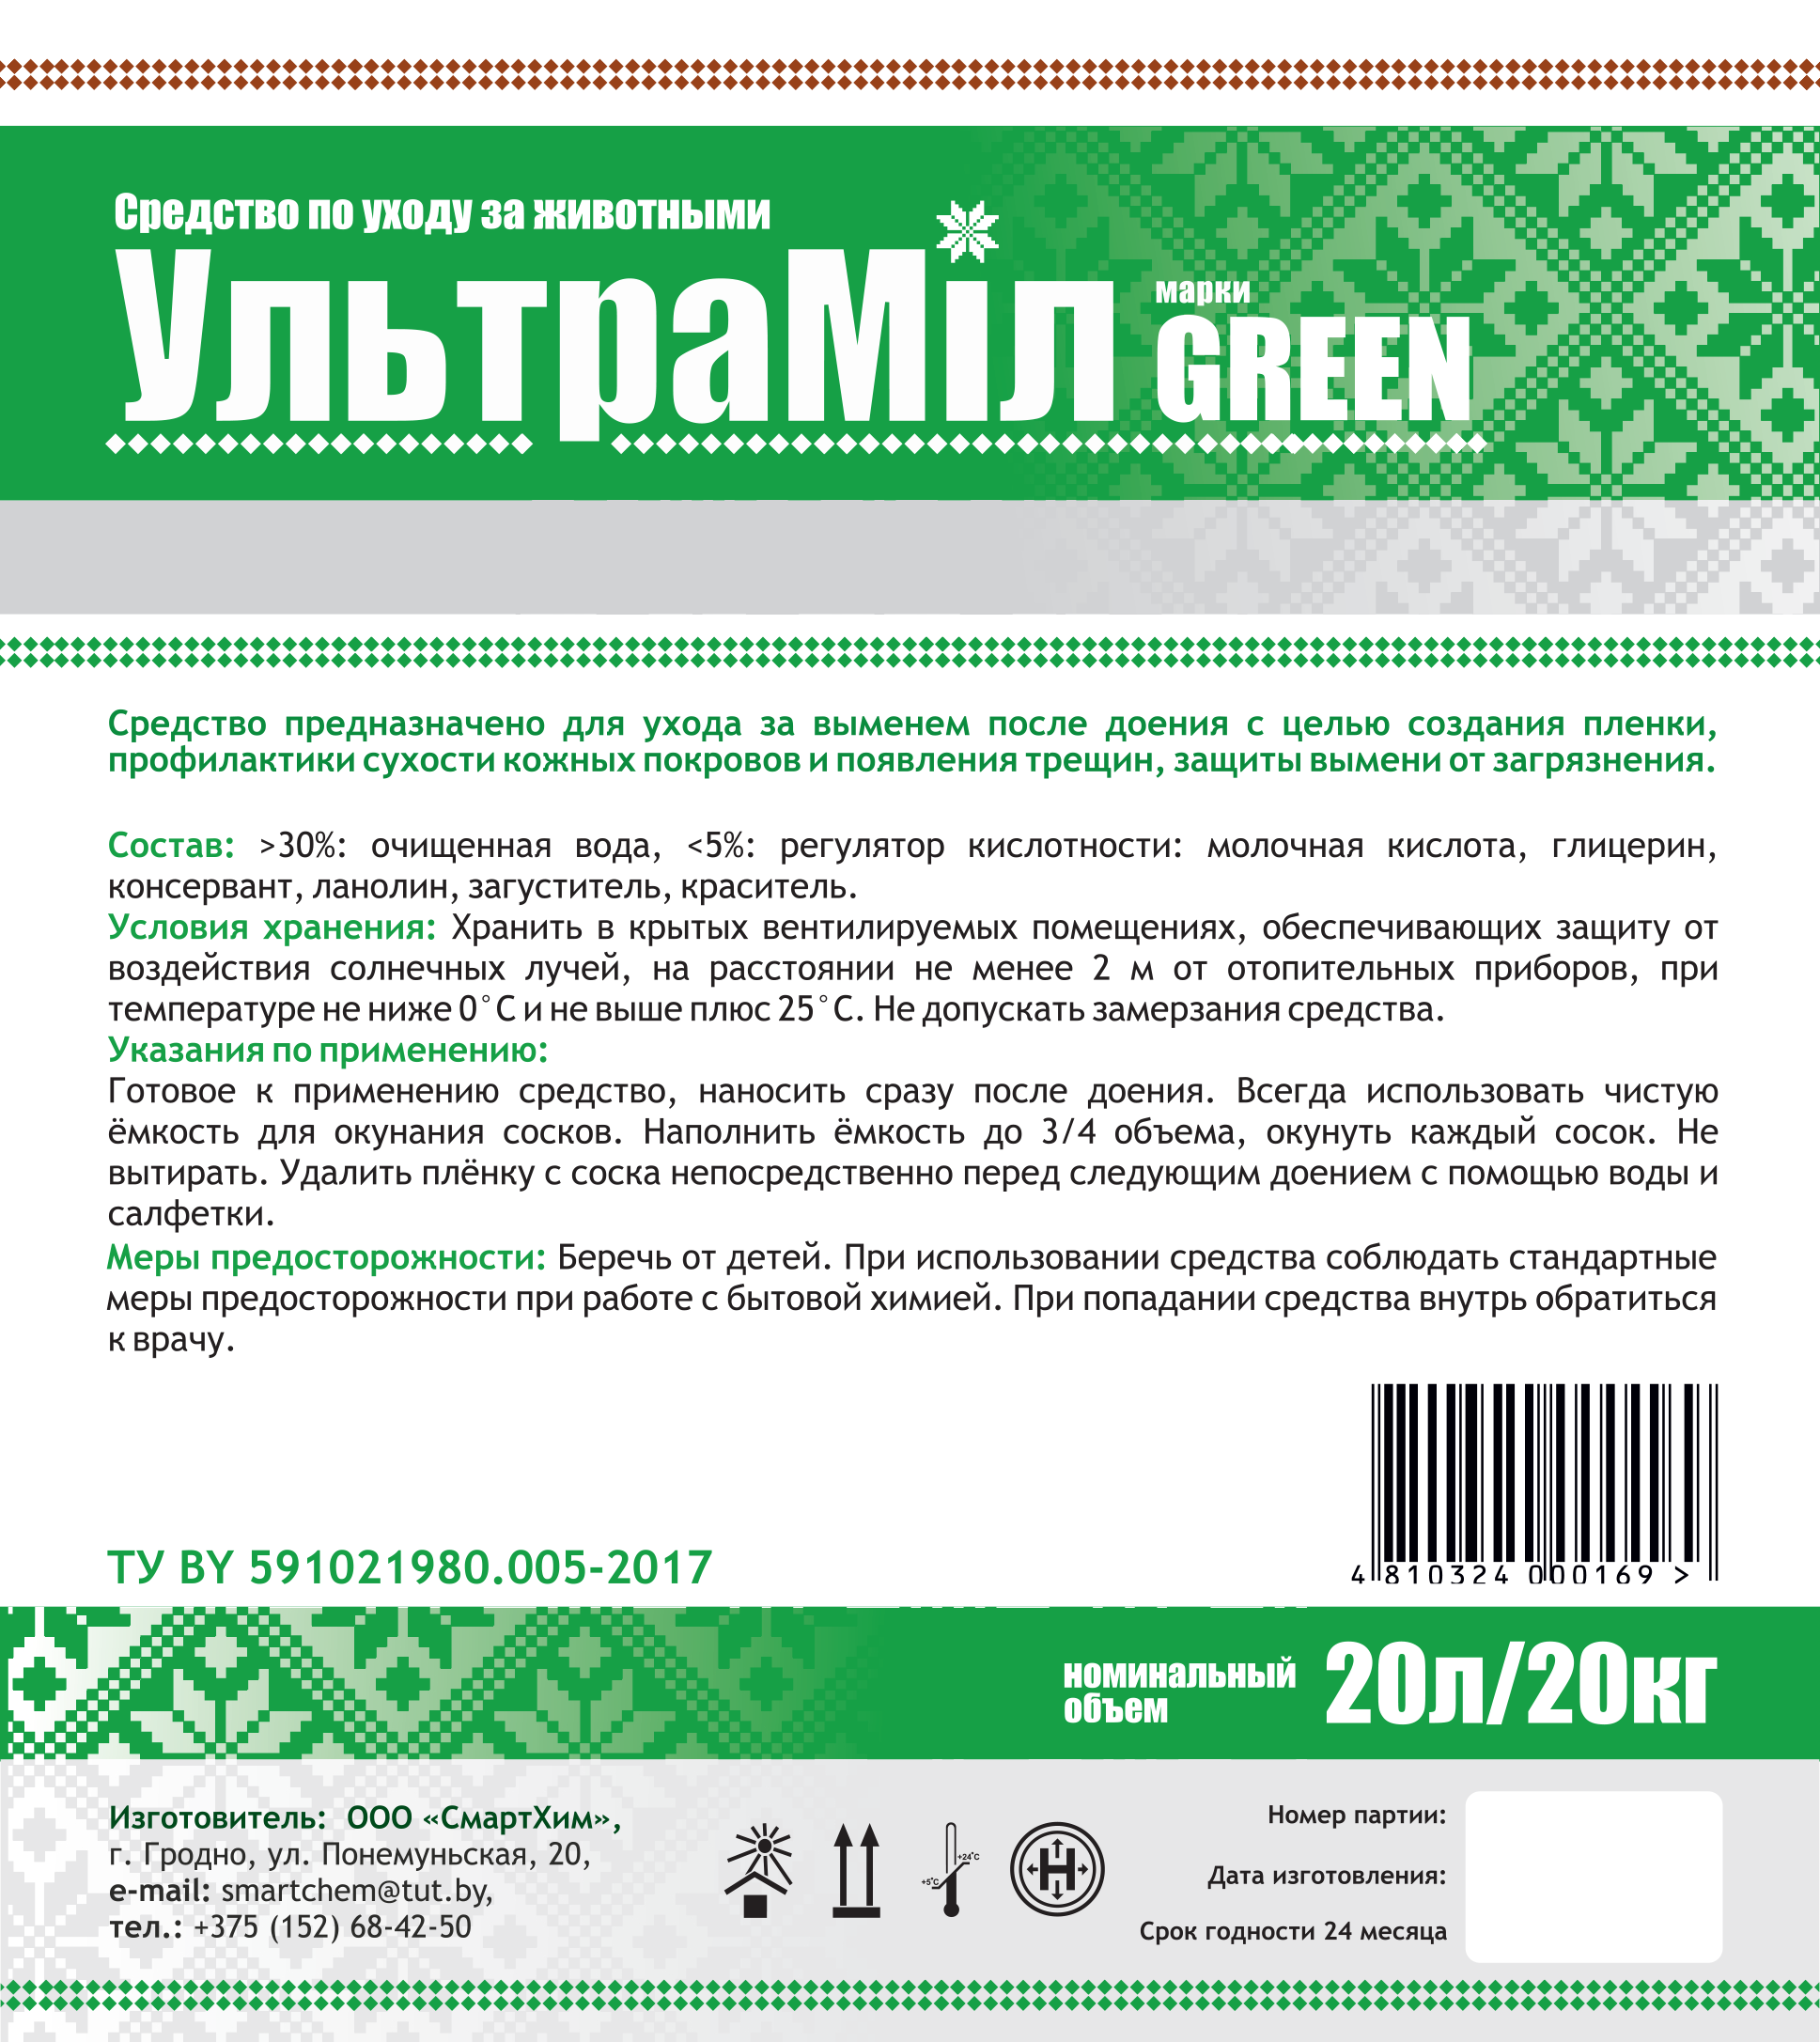 Средство по уходу за животными
УльтраМіл
марки
GREEN
Средство предназначено для ухода за выменем после доения с целью создания пленки,
профилактики сухости кожных покровов и появления трещин, защиты вымени от загрязнения.
Состав: >30%: очищенная вода, <5%: регулятор кислотности: молочная кислота, глицерин,
консервант, ланолин, загуститель, краситель.
Условия хранения: Хранить в крытых вентилируемых помещениях, обеспечивающих защиту от
воздействия солнечных лучей, на расстоянии не менее 2 м от отопительных приборов, при
температуре не ниже 0°С и не выше плюс 25°С. Не допускать замерзания средства.
Указания по применению:
Готовое к применению средство, наносить сразу после доения. Всегда использовать чистую
ёмкость для окунания сосков. Наполнить ёмкость до 3/4 объема, окунуть каждый сосок. Не
вытирать. Удалить плёнку с соска непосредственно перед следующим доением с помощью воды и
салфетки.
Меры предосторожности: Беречь от детей. При использовании средства соблюдать стандартные
меры предосторожности при работе с бытовой химией. При попадании средства внутрь обратиться
к врачу.
4 810324 000169 >
ТУ BY 591021980.005-2017
номинальный
объем
20л/20кг
Изготовитель: ООО «СмартХим»,
г. Гродно, ул. Понемуньская, 20,
e-mail: smartchem@tut.by,
тел.: +375 (152) 68-42-50
+24°C
+5°C
Н
Номер партии:
Дата изготовления:
Срок годности 24 месяца